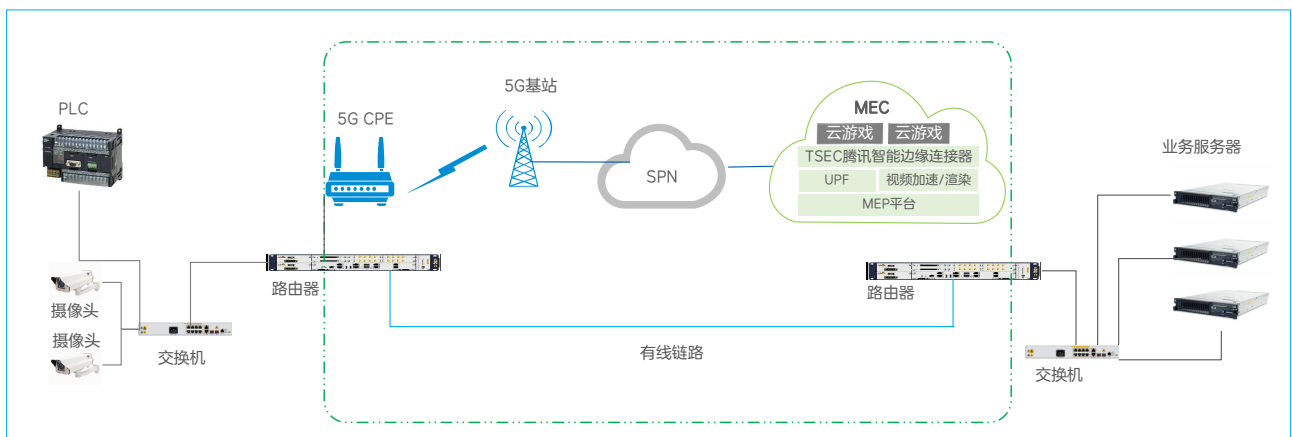 PLC
摄像头
摄像头
交换机
路由器
5G CPE
5G基站
SPN
MEC
云游戏 云游戏
TSEC腾讯智能边缘连接器
UPF 视频加速/渲染
MEP平台
有线链路
路由器
业务服务器
交换机